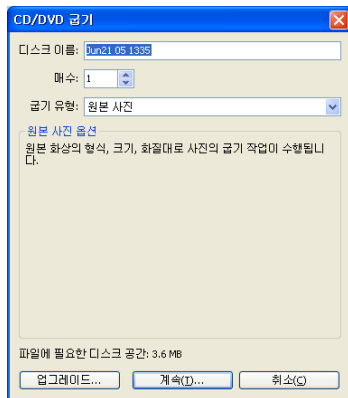 CD/DVD 굽기
디스크 이름: Jun21 05 1335
매수: 1
굽기 유형: 원본 사진
원본 사진 옵션
원본 화상의 형식, 크기, 화질대로 사진의 굽기 작업이 수행됩니
다.
파일에 필요한 디스크 공간: 3.6 MB
업그레이드... 계속(T)... 취소(C)